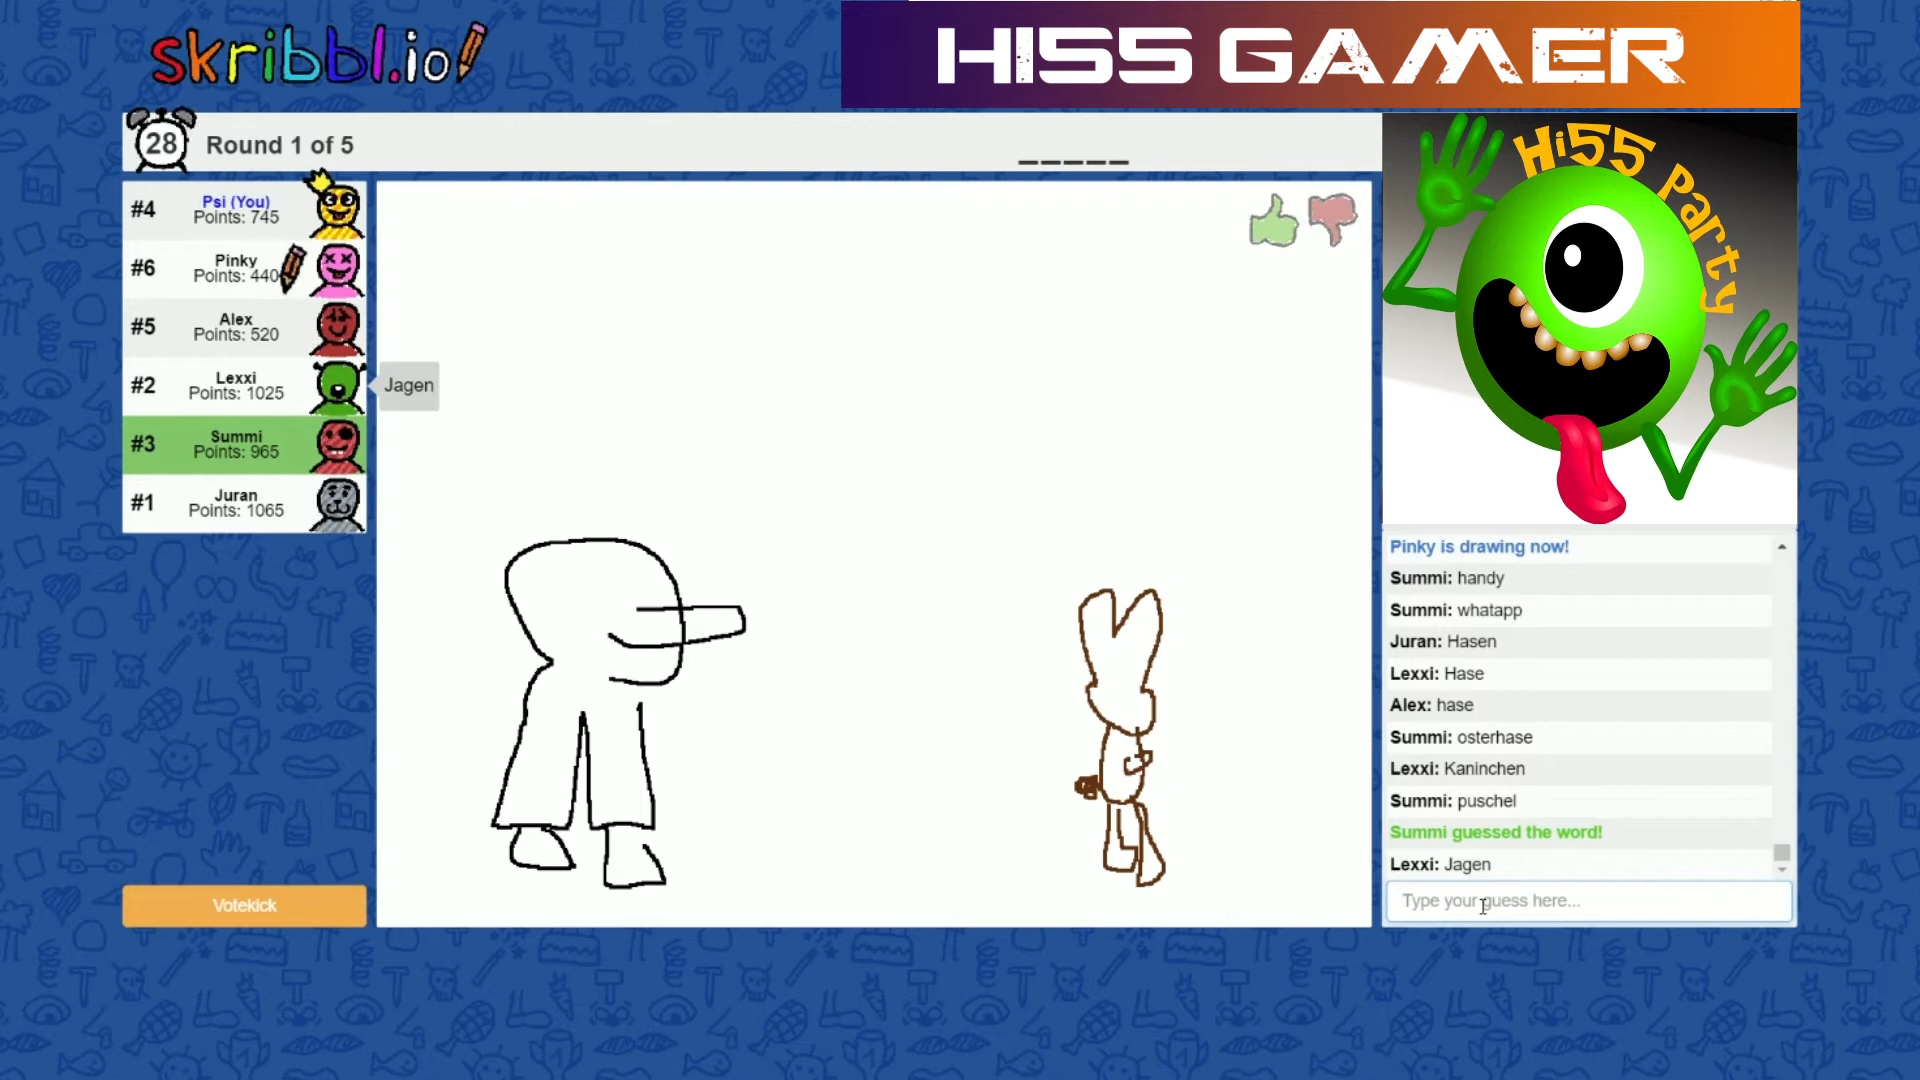 skribbl.io
HI55 GAMER
28
Round 1 of 5
_____
Hi55 Party
#4
Psi (You)
Points: 745
#6
Pinky
Points: 440
#5
Alex
Points: 520
#2
Lexxi
Points: 1025
Jagen
#3
Summi
Points: 965
#1
Juran
Points: 1065
Votekick
Pinky is drawing now!
Summi: handy
Summi: whatapp
Juran: Hasen
Lexxi: Hase
Alex: hase
Summi: osterhase
Lexxi: Kaninchen
Summi: puschel
Summi guessed the word!
Lexxi: Jagen
Type your guess here...